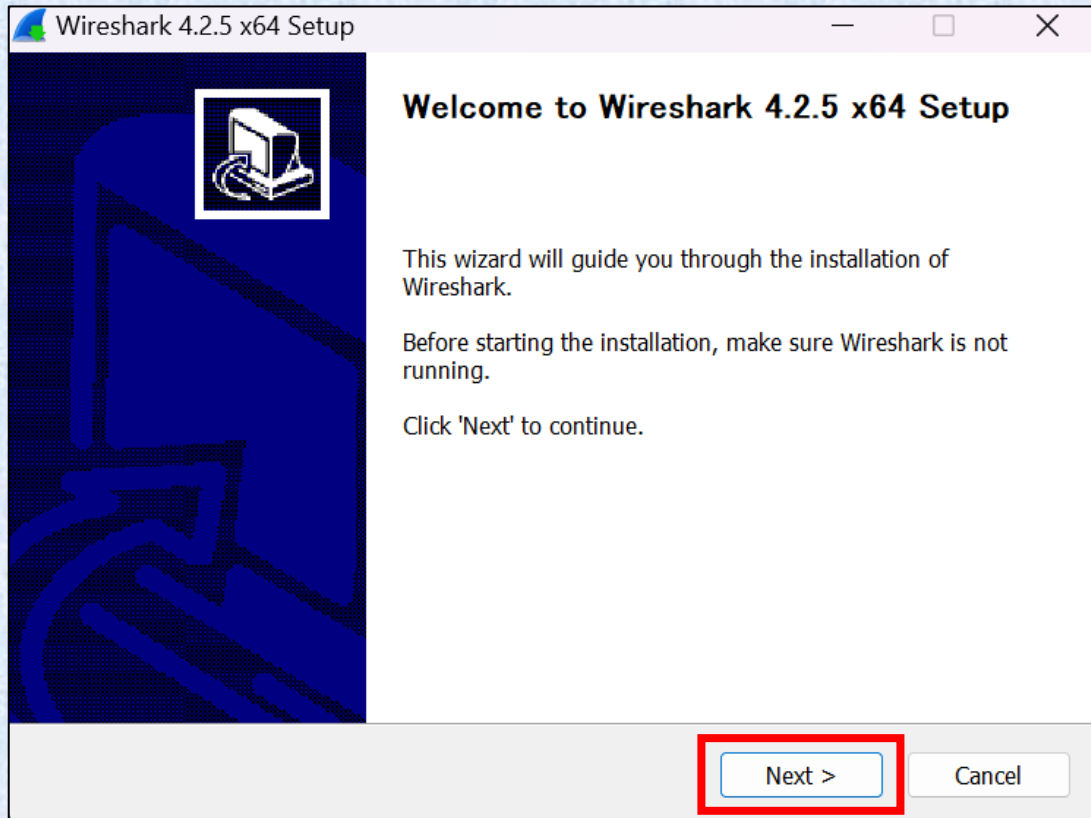 Wireshark 4.2.5 x64 Setup
Welcome to Wireshark 4.2.5 x64 Setup
This wizard will guide you through the installation of
Wireshark.
Before starting the installation, make sure Wireshark is not
running.
Click 'Next' to continue.
Next >
Cancel